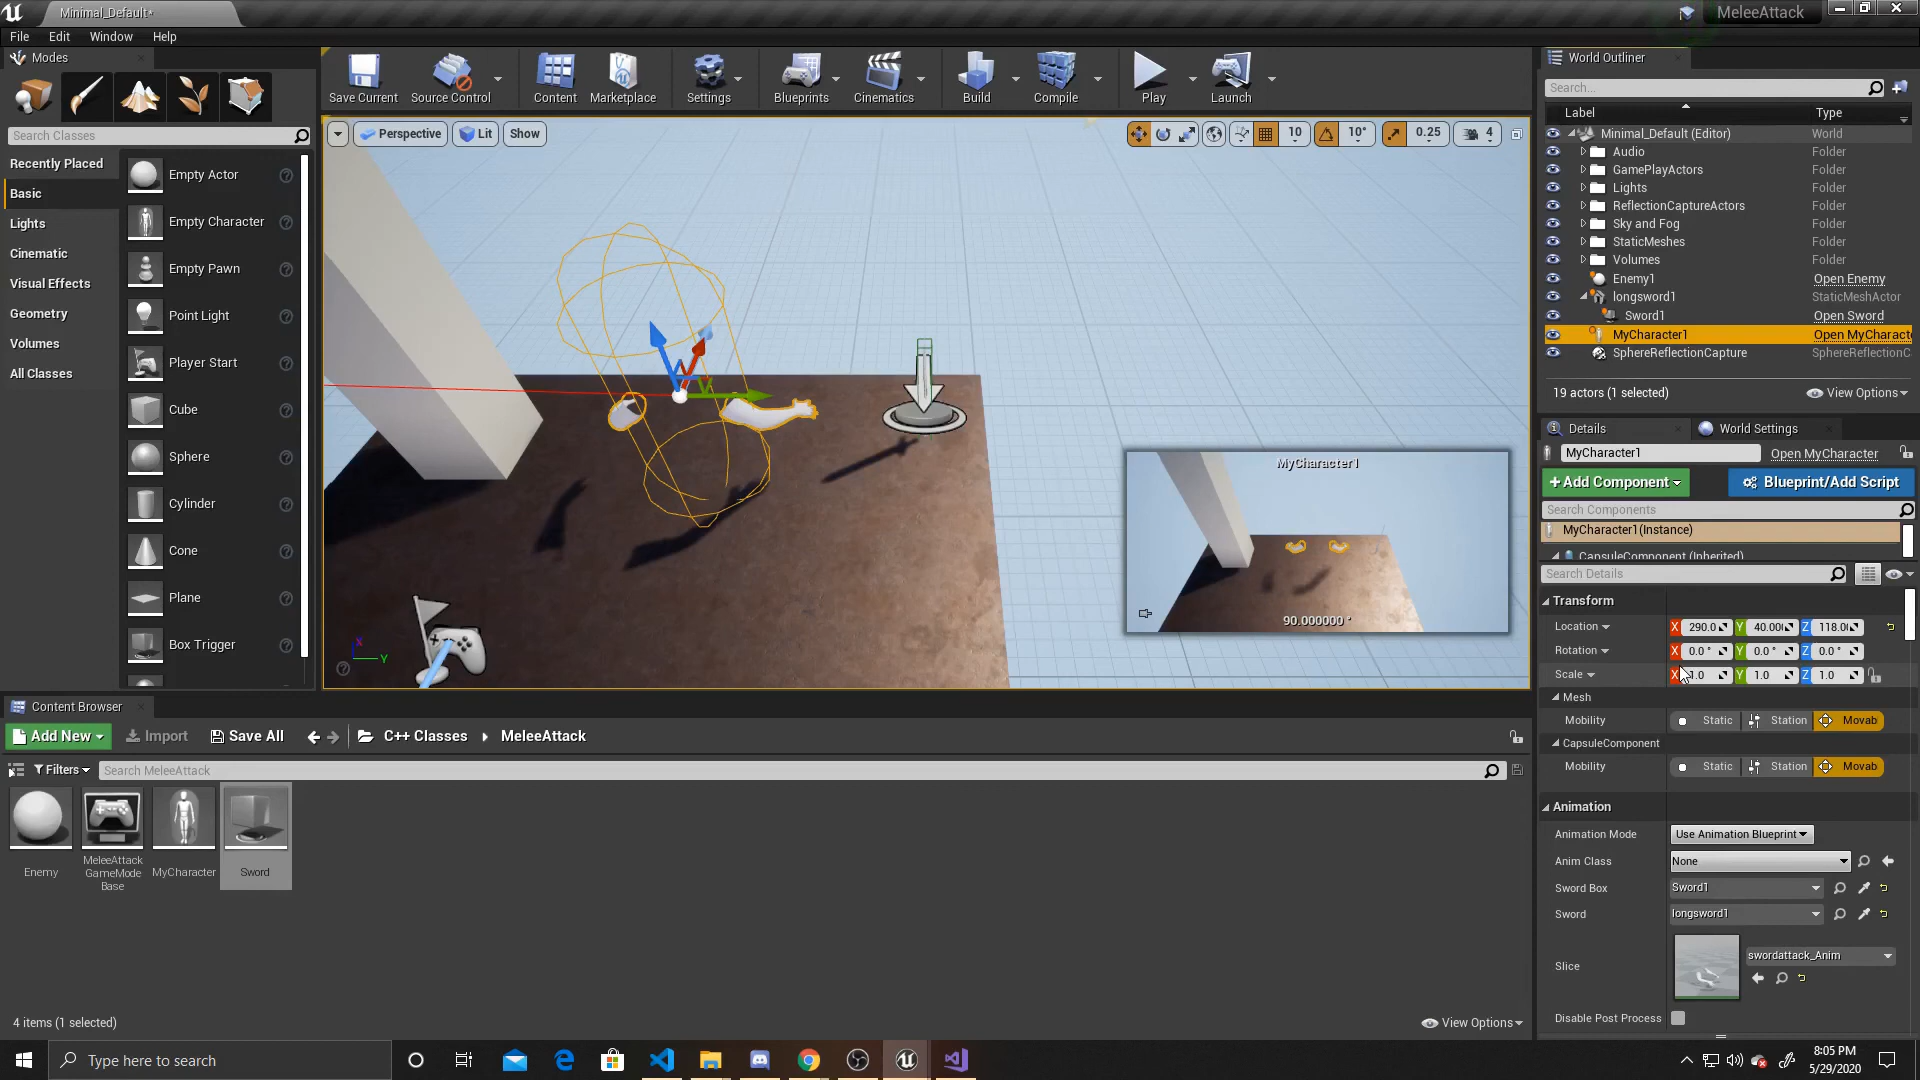 Minimal_Default*
MeleeAttack
File Edit Window Help
Modes
Save Current
Source Control
Content
Marketplace
Settings
Blueprints
Cinematics
Build
Compile
Play
Launch
Search Classes
Recently Placed
Basic
Lights
Cinematic
Visual Effects
Geometry
Volumes
All Classes
Empty Actor
Empty Character
Empty Pawn
Point Light
Player Start
Cube
Sphere
Cylinder
Cone
Plane
Box Trigger
Perspective Lit Show
10 10° 0.25 4
X Y
MyCharacter1
90.000000 °
World Outliner
Search...
Label Type
Minimal_Default (Editor) World
Audio Folder
GamePlayActors Folder
Lights Folder
ReflectionCaptureActors Folder
Sky and Fog Folder
StaticMeshes Folder
Volumes Folder
Enemy1 Open Enemy
longsword1 StaticMeshActor
Sword1 Open Sword
MyCharacter1 Open MyCharact
SphereReflectionCapture SphereReflectionC
19 actors (1 selected) View Options
Details World Settings
MyCharacter1 Open MyCharacter
+Add Component Blueprint/Add Script
Search Components
MyCharacter1(Instance)
CapsuleComponent (Inherited)
Search Details
Transform
Location X 290.0 Y 40.00 Z 118.0
Rotation X 0.0 ° Y 0.0 ° Z 0.0 °
Scale X 1.0 Y 1.0 Z 1.0
Mesh
Mobility Static Station Movab
CapsuleComponent
Mobility Static Station Movab
Animation
Animation Mode Use Animation Blueprint
Anim Class None
Sword Box Sword1
Sword longsword1
Slice swordattack_Anim
Disable Post Process
Content Browser
Add New Import Save All C++ Classes MeleeAttack
Filters Search MeleeAttack
Enemy
MeleeAttack
GameMode
Base
MyCharacter
Sword
4 items (1 selected) View Options
Type here to search
8:05 PM
5/29/2020